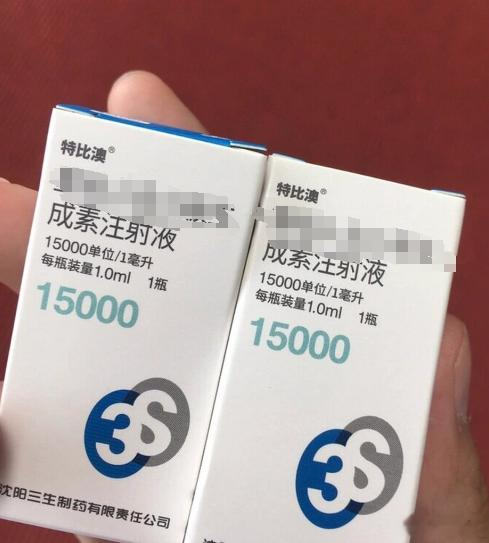 特比澳®
成素注射液
15000单位/1毫升
每瓶装量1.0ml 1瓶
15000
3S
沈阳三生制药有限责任公司
特比澳®
成素注射液
15000单位/1毫升
每瓶装量1.0ml 1瓶
15000
3S